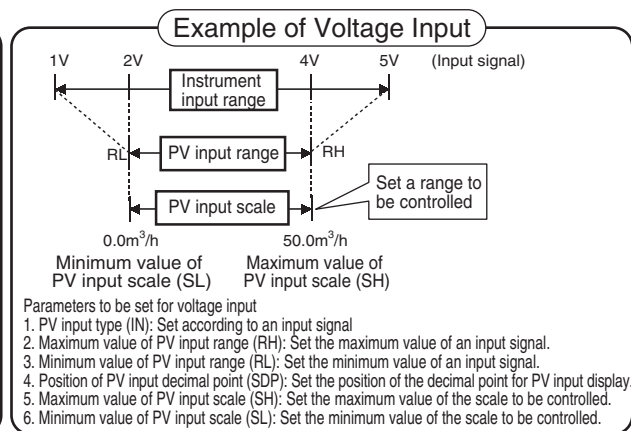 Example of Voltage Input
1V 2V 4V 5V (Input signal)
Instrument
input range
RL PV input range RH
PV input scale
Set a range to
be controlled
0.0m³/h 50.0m³/h
Minimum value of
PV input scale (SL)
Maximum value of
PV input scale (SH)
Parameters to be set for voltage input
1. PV input type (IN): Set according to an input signal
2. Maximum value of PV input range (RH): Set the maximum value of an input signal.
3. Minimum value of PV input range (RL): Set the minimum value of an input signal.
4. Position of PV input decimal point (SDP): Set the position of the decimal point for PV input display.
5. Maximum value of PV input scale (SH): Set the maximum value of the scale to be controlled.
6. Minimum value of PV input scale (SL): Set the minimum value of the scale to be controlled.